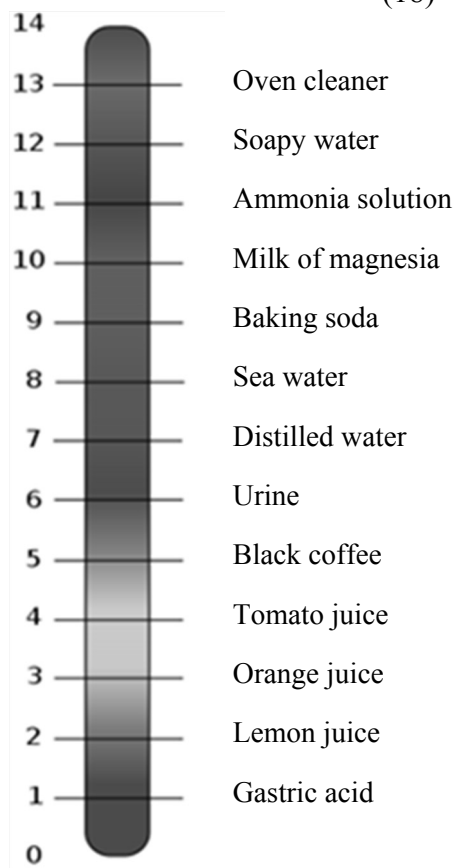 14
13 Oven cleaner
12 Soapy water
11 Ammonia solution
10 Milk of magnesia
9 Baking soda
8 Sea water
7 Distilled water
6 Urine
5 Black coffee
4 Tomato juice
3 Orange juice
2 Lemon juice
1 Gastric acid
0